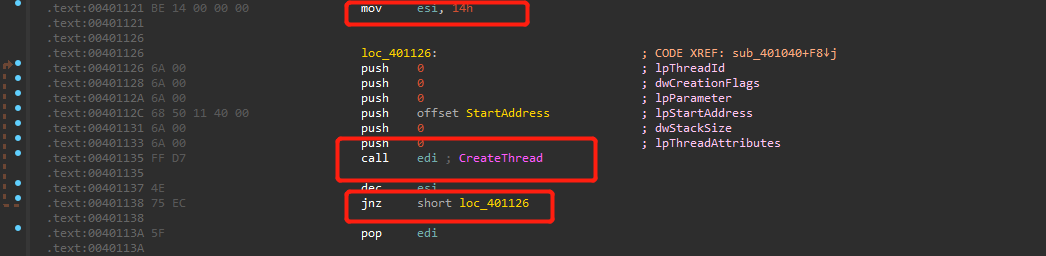 .text:00401121 BE 14 00 00 00 mov esi, 14h
.text:00401121
.text:00401126
.text:00401126 loc_401126: ; CODE XREF: sub_401040+F8↓j
.text:00401126 6A 00 push 0 ; lpThreadId
.text:00401128 6A 00 push 0 ; dwCreationFlags
.text:0040112A 6A 00 push 0 ; lpParameter
.text:0040112C 68 50 11 40 00 push offset StartAddress ; lpStartAddress
.text:00401131 6A 00 push 0 ; dwStackSize
.text:00401133 6A 00 push 0 ; lpThreadAttributes
.text:00401135 FF D7 call edi ; CreateThread
.text:00401135
.text:00401137 4E dec esi
.text:00401138 75 EC jnz short loc_401126
.text:00401138
.text:0040113A 5F pop edi
.text:0040113A